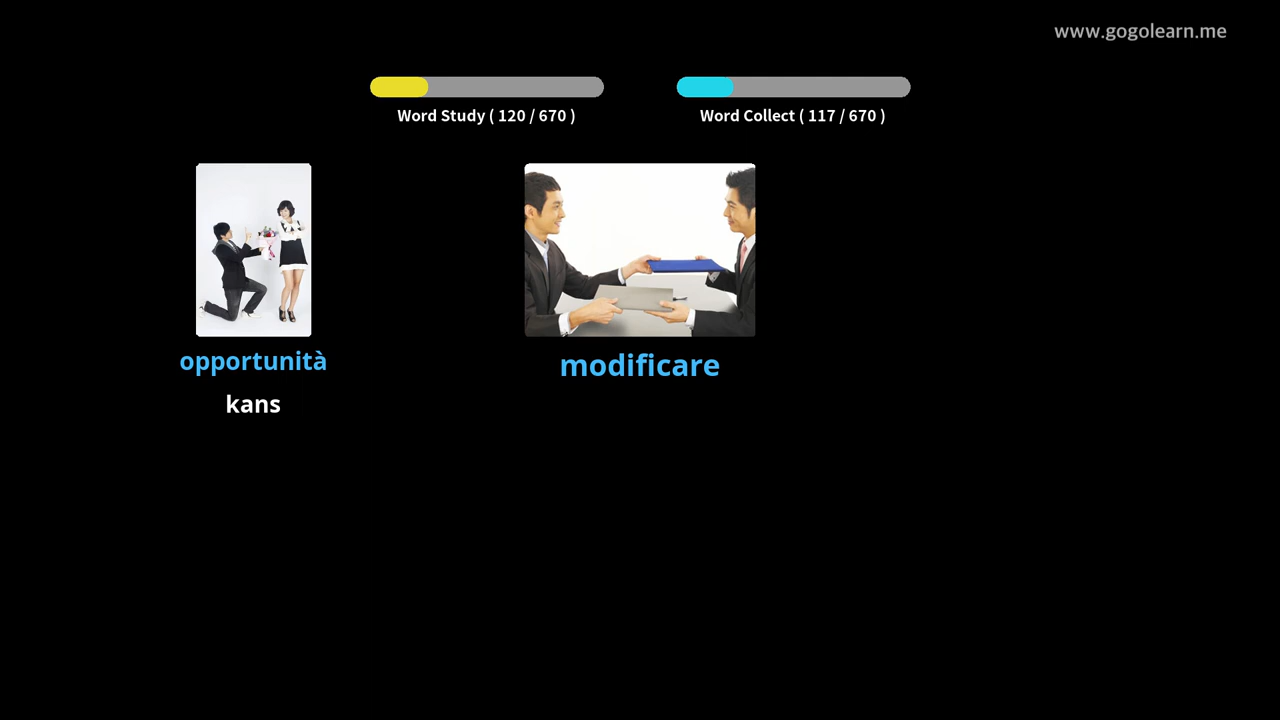 www.gogolearn.me
Word Study ( 120 / 670 )
Word Collect ( 117 / 670 )
opportunità
kans
modificare